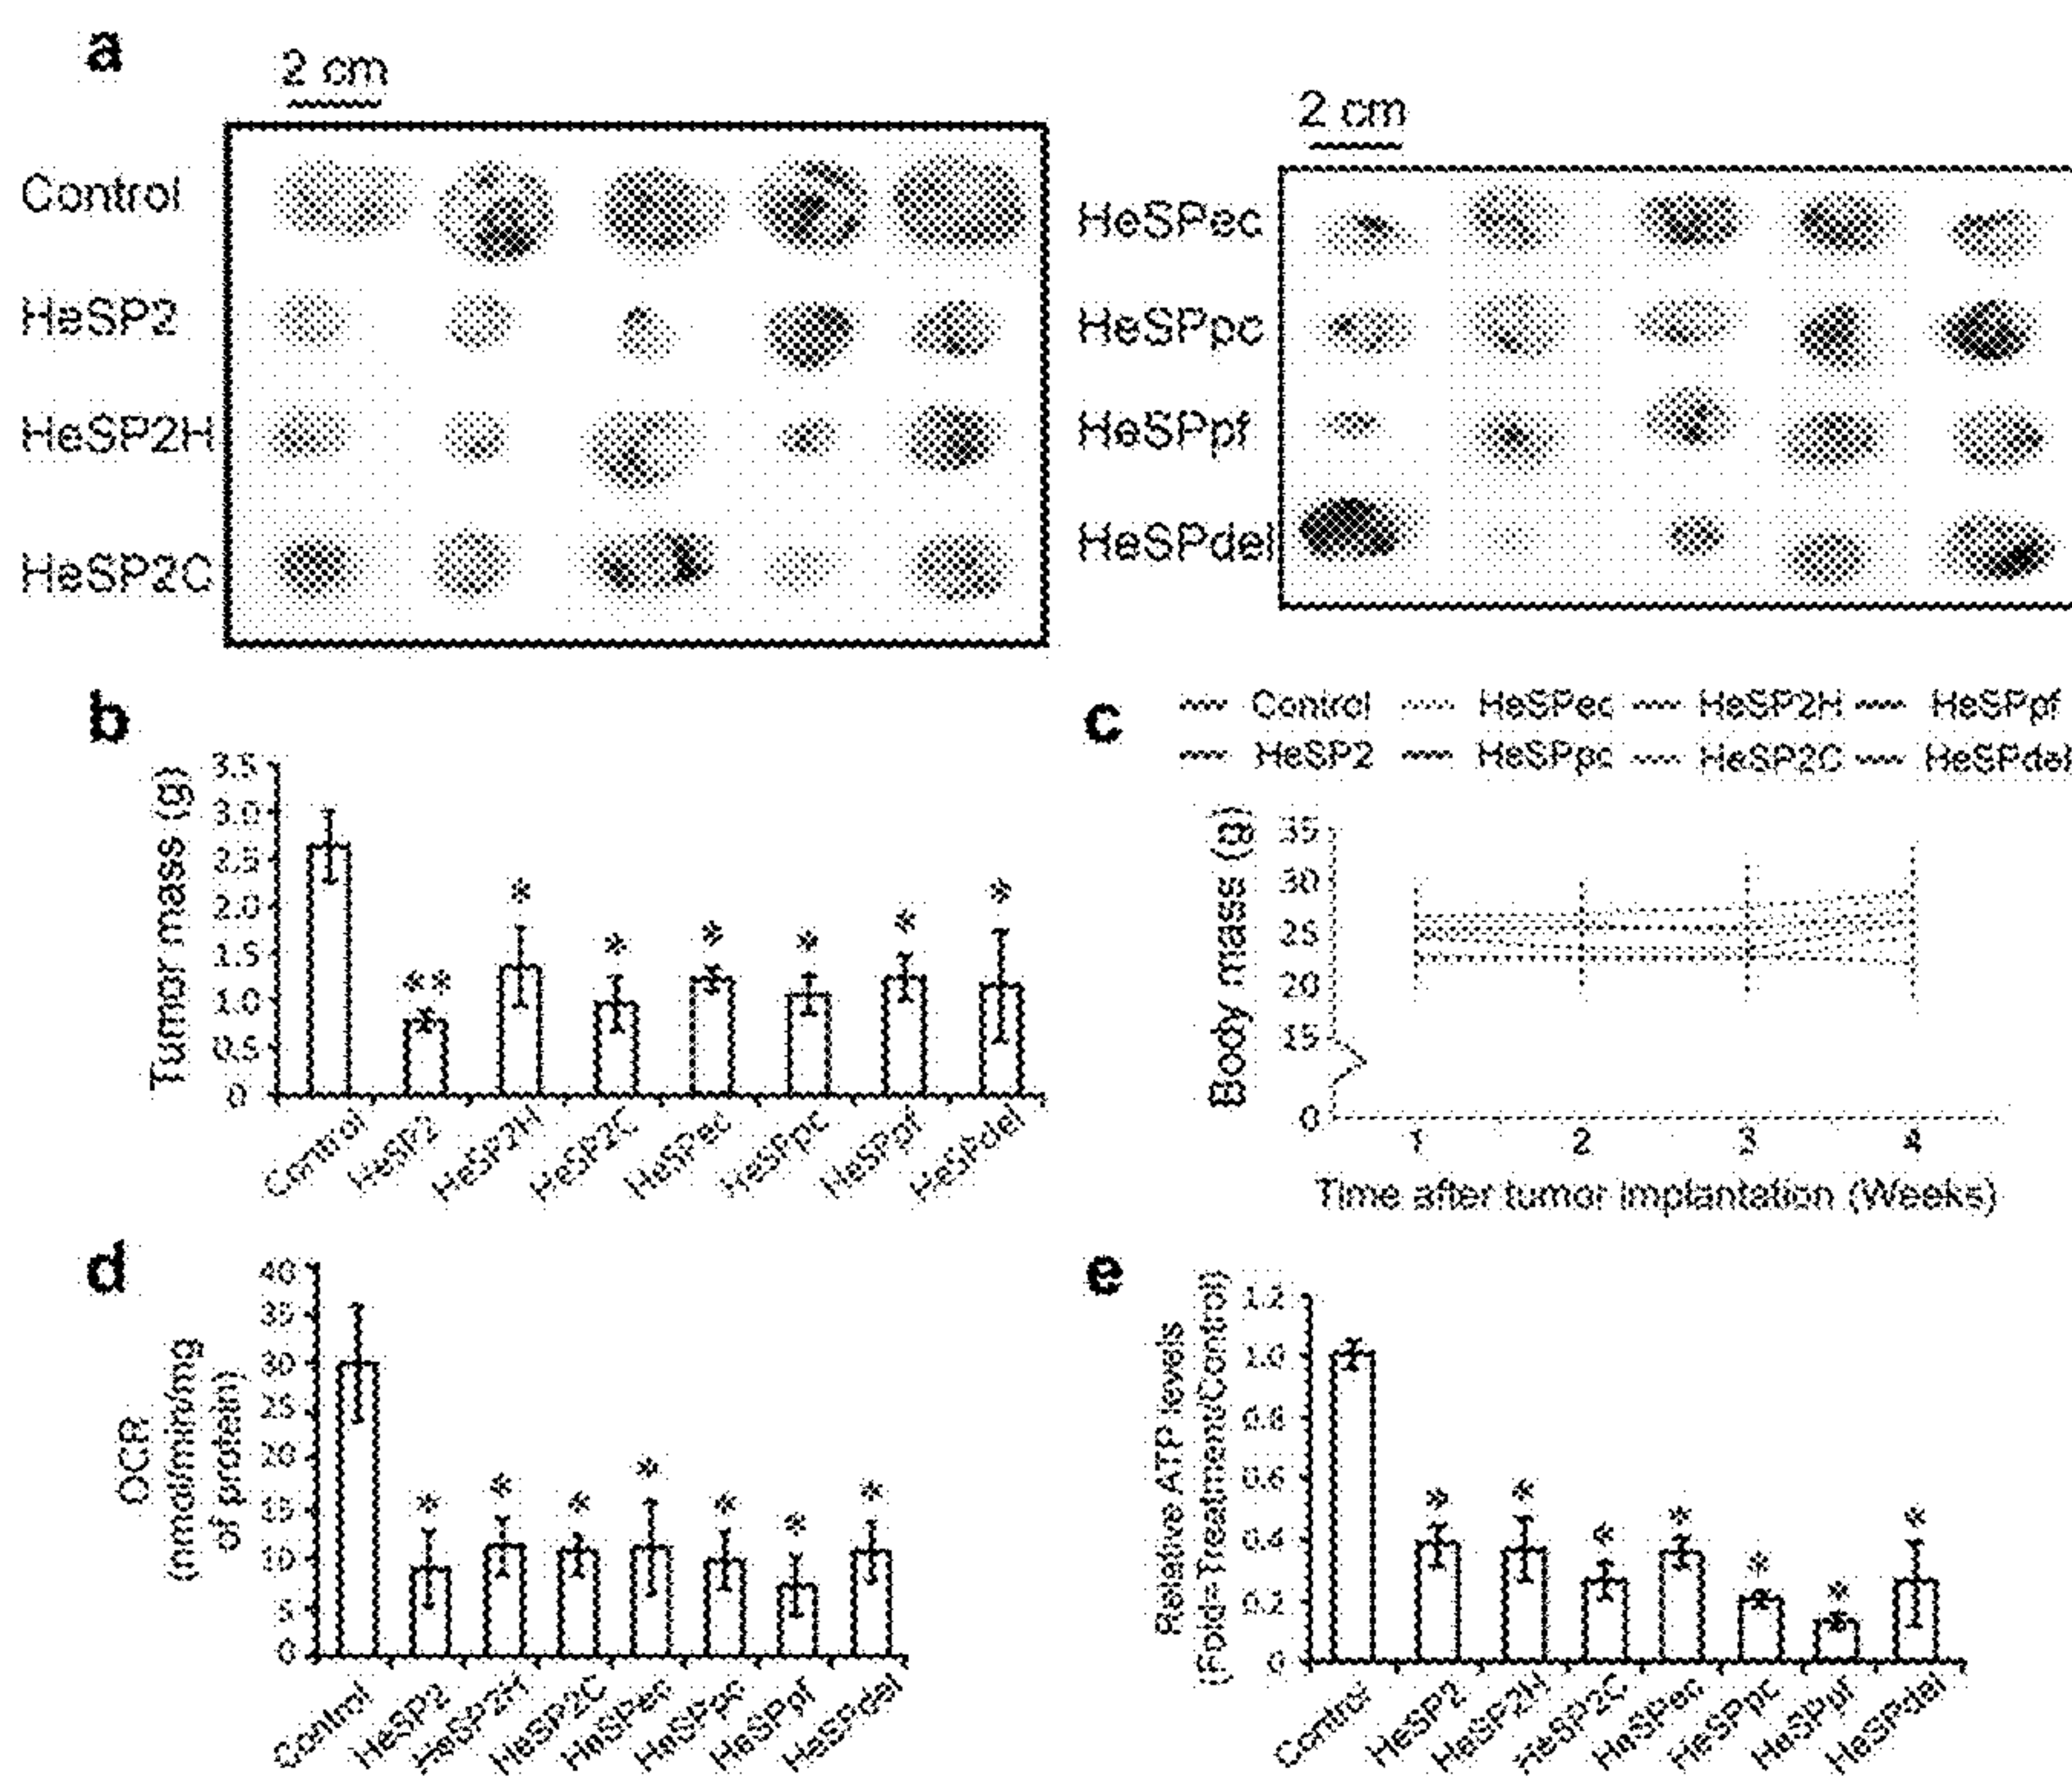 a
2 cm
Control
HeSP2
HeSP2H
HeSP2C
2 cm
HeSPec
HeSPpc
HeSPpf
HeSPdel
b
Tumor mass (g)
3.5
3.0
2.5
2.0
1.5
1.0
0.5
0
*
**
*
*
*
*
*
*
Control
HeSP2
HeSP2H
HeSP2C
HeSPec
HeSPpc
HeSPpf
HeSPdel
c
Control HeSPec HeSP2H HeSPpf
HeSP2 HeSPpc HeSP2C HeSPdel
Body mass (g)
35
30
25
20
15
0
1 2 3 4
Time after tumor implantation (Weeks)
d
OCR
(nmol/min/mg
of protein)
40
35
30
25
20
15
10
5
0
* * * * * * *
Control
HeSP2
HeSP2H
HeSP2C
HeSPec
HeSPpc
HeSPpf
HeSPdel
e
Relative ATP levels
(Fold=Treatment/Control)
1.2
1.0
0.8
0.6
0.4
0.2
0
* * * * * * *
Control
HeSP2
HeSP2H
HeSP2C
HeSPec
HeSPpc
HeSPpf
HeSPdel